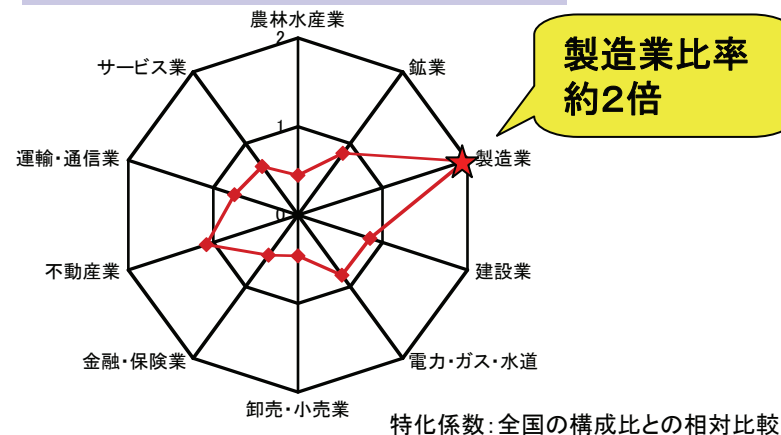 農林水産業
2
サービス業
鉱業
製造業比率
約2倍
1
運輸・通信業
製造業
0
不動産業
建設業
金融・保険業
電力・ガス・水道
卸売・小売業
特化係数：全国の構成比との相対比較